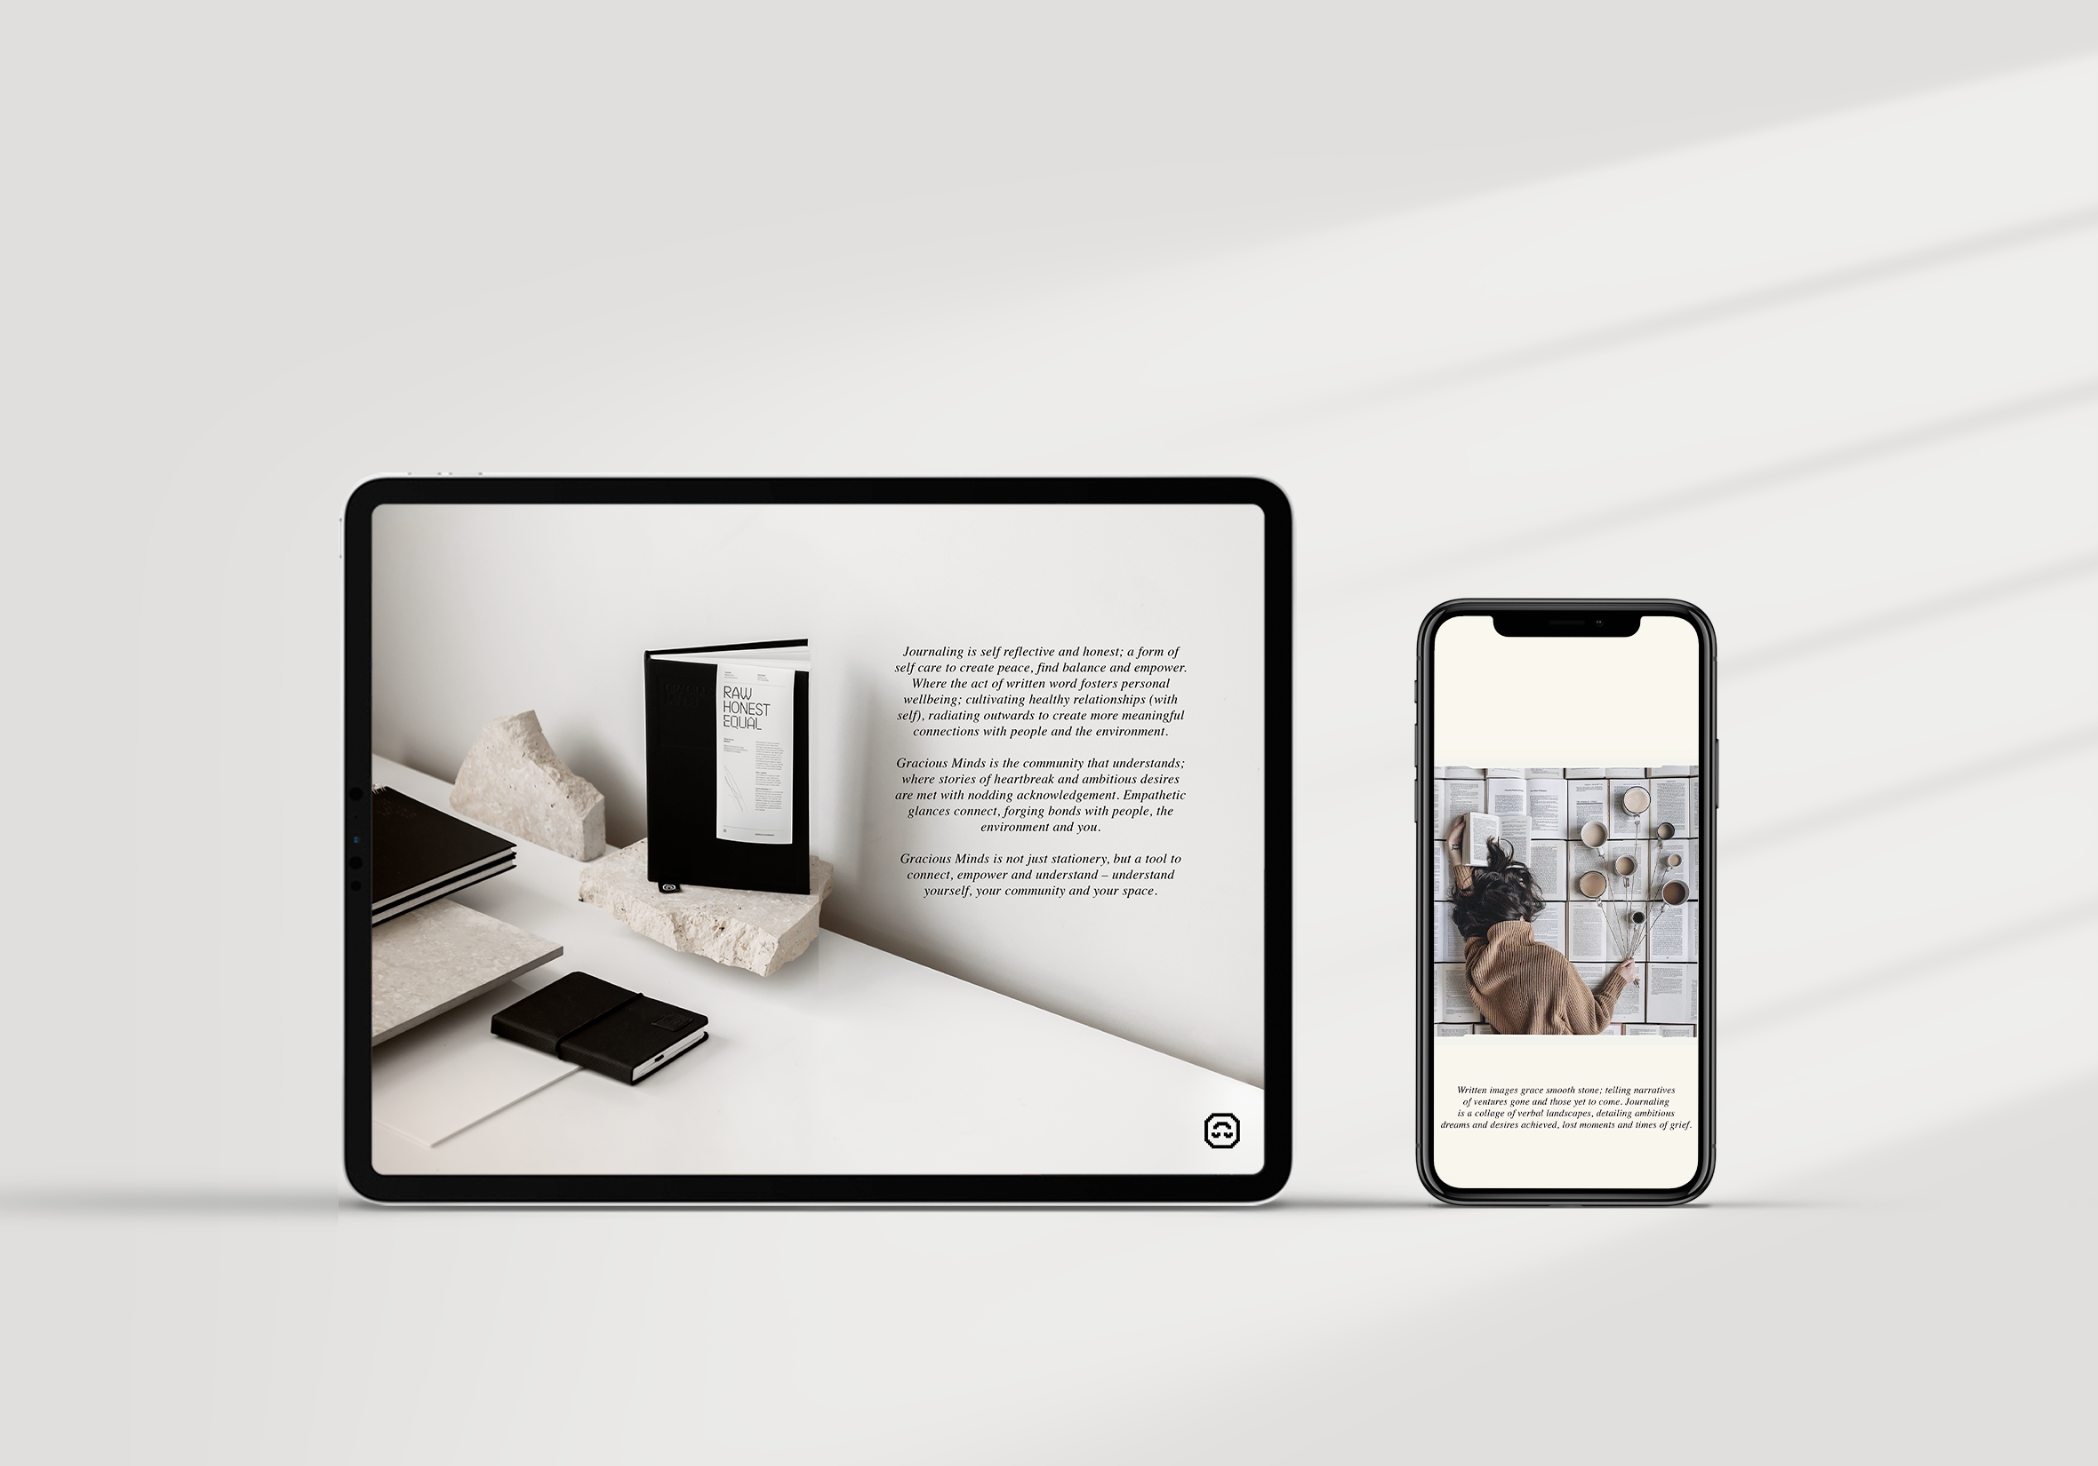 RAW
HONEST
EQUAL
Journaling is self reflective and honest; a form of
self care to create peace, find balance and empower.
Where the act of written word fosters personal
wellbeing; cultivating healthy relationships (with
self), radiating outwards to create more meaningful
connections with people and the environment.
Gracious Minds is the community that understands;
where stories of heartbreak and ambitious desires
are met with nodding acknowledgement. Empathetic
glances connect, forging bonds with people, the
environment and you.
Gracious Minds is not just stationery, but a tool to
connect, empower and understand – understand
yourself, your community and your space.
Written images grace smooth stone; telling narratives
of ventures gone and those yet to come. Journaling
is a collage of verbal landscapes, detailing ambitious
dreams and desires achieved, lost moments and times of grief.